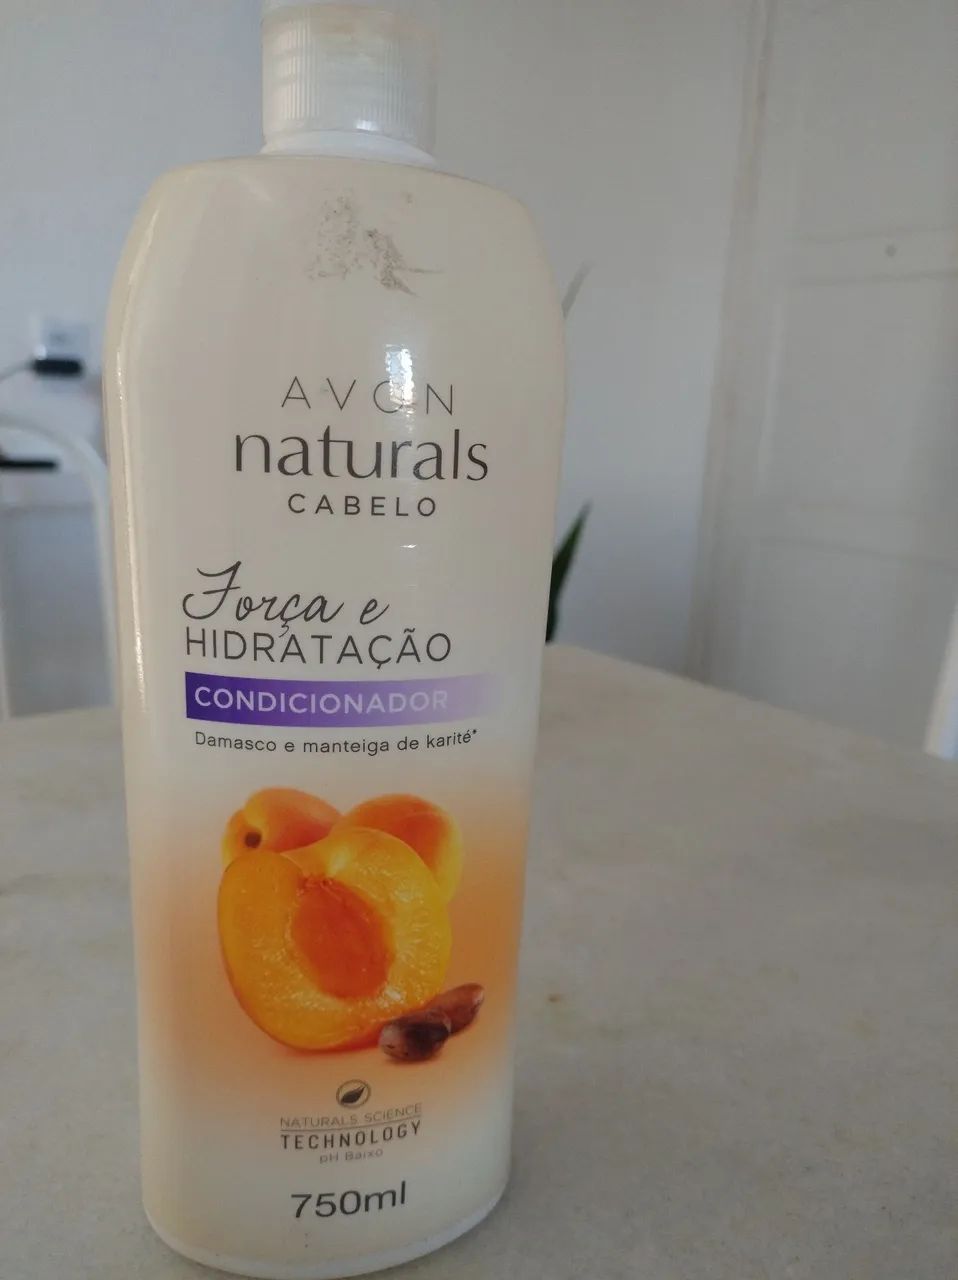 AVON
naturals
CABELO
Força e
HIDRATAÇÃO
CONDICIONADOR
Damasco e manteiga de karité*
NATURALS SCIENCE
TECHNOLOGY
pH Baixo
750ml